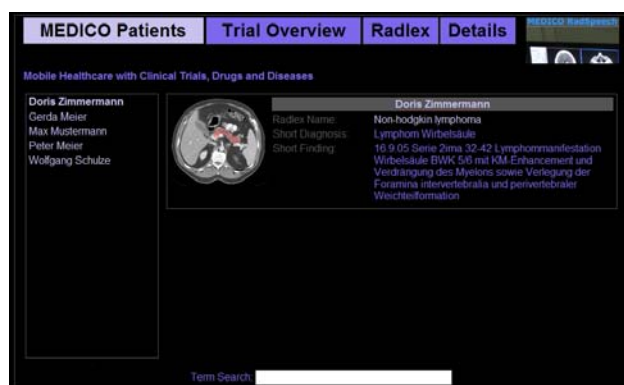 MEDICO Patients
Trial Overview
Radlex
Details
MEDICO RadSpeech
Mobile Healthcare with Clinical Trials, Drugs and Diseases
Doris Zimmermann
Gerda Meier
Max Mustermann
Peter Meier
Wolfgang Schulze
Doris Zimmermann
Radlex Name: Non-hodgkin lymphoma
Short Diagnosis: Lymphom Wirbelsäule
Short Finding: 16.9.05 Serie 2ima 32-42 Lymphommanifestation
Wirbelsäule BWK 5/6 mit KM-Enhancement und
Verdrängung des Myelons sowie Verlegung der
Foramina intervertebralia und perivertebraler
Weichteilformation
Term Search: